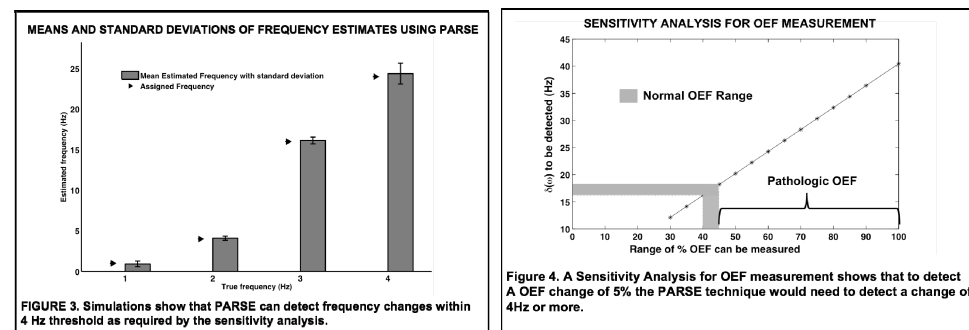 MEANS AND STANDARD DEVIATIONS OF FREQUENCY ESTIMATES USING PARSE
25
20
15
10
5
0
Estimated frequency (Hz)
Mean Estimated Frequency with standard deviation
Assigned Frequency
1 2 3 4
True frequency (Hz)
FIGURE 3. Simulations show that PARSE can detect frequency changes within
4 Hz threshold as required by the sensitivity analysis.
SENSITIVITY ANALYSIS FOR OEF MEASUREMENT
45
40
35
30
25
20
15
10
δ(ω) to be detected (Hz)
Normal OEF Range
Pathologic OEF
0 10 20 30 40 50 60 70 80 90 100
Range of % OEF can be measured
Figure 4. A Sensitivity Analysis for OEF measurement shows that to detect
A OEF change of 5% the PARSE technique would need to detect a change of
4Hz or more.